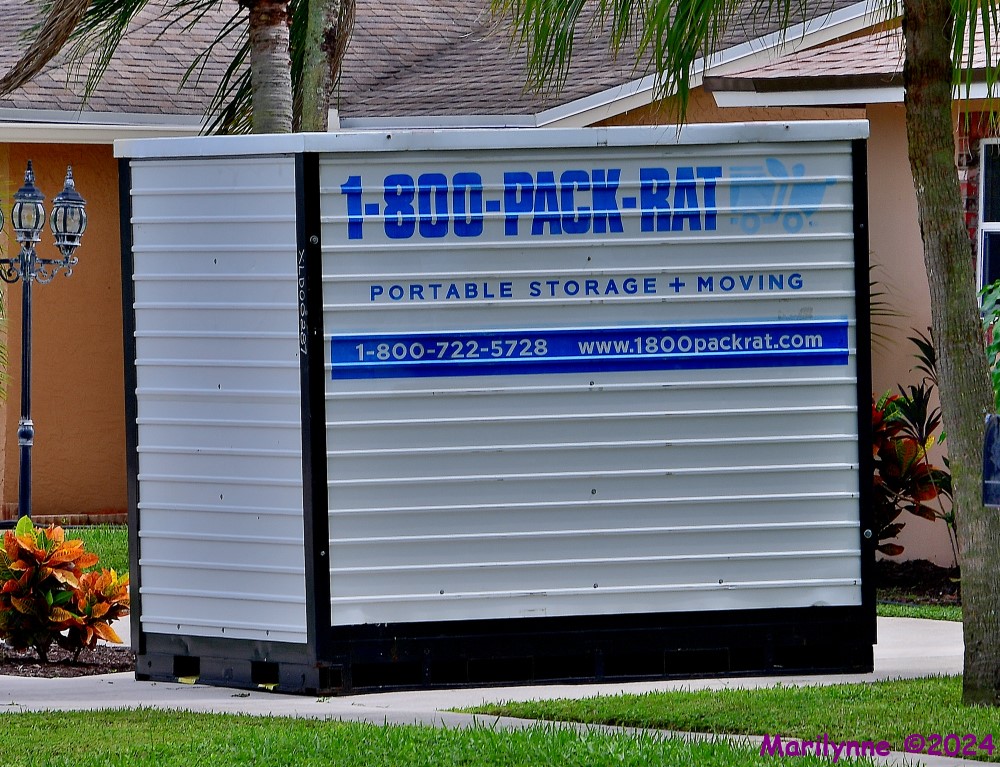 1-800-PACK-RAT
PORTABLE STORAGE + MOVING
1-800-722-5728 www.1800packrat.com
Marilynne ©2024